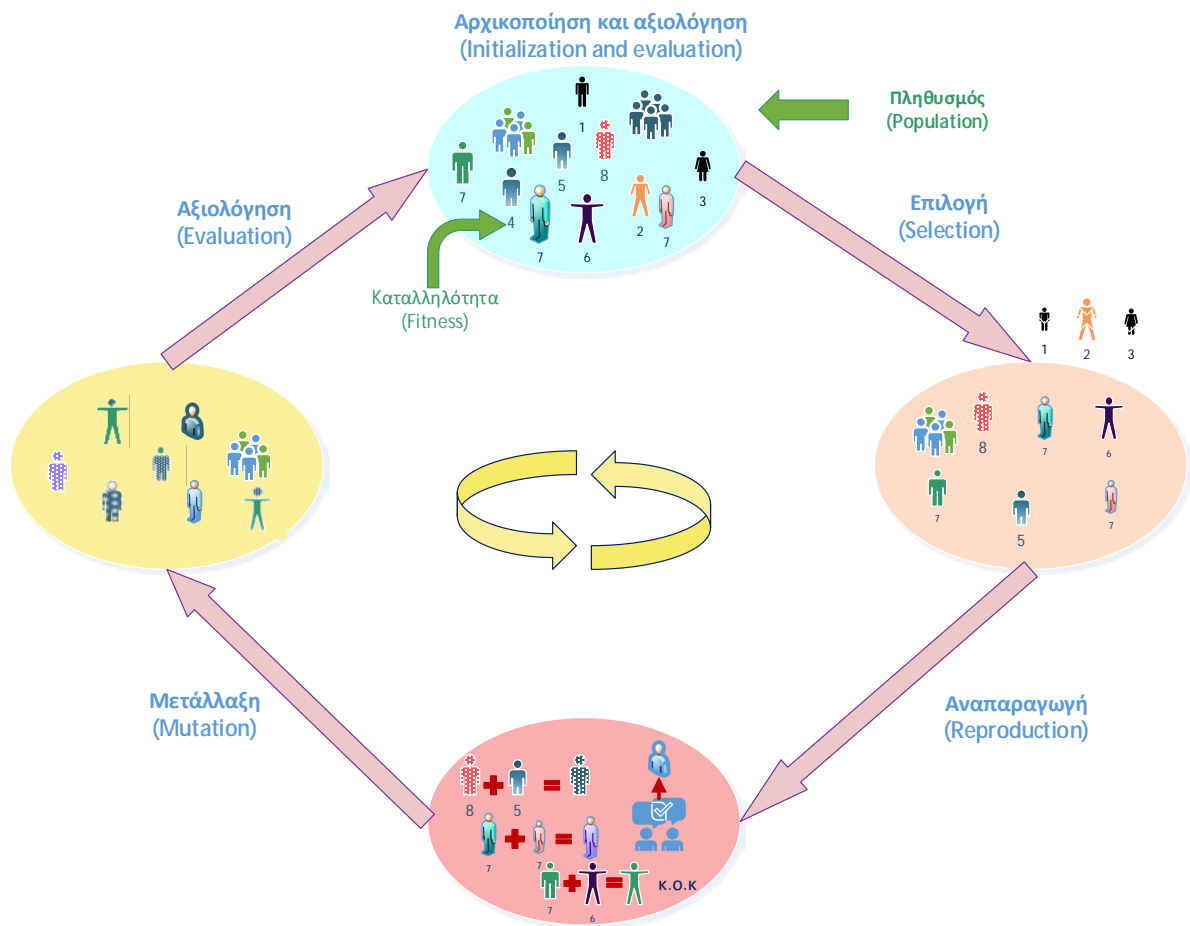 Αρχικοποίηση και αξιολόγηση
(Initialization and evaluation)
Πληθυσμός
(Population)
1
5
8
7
4
3
2
7
7
6
Αξιολόγηση
(Evaluation)
Επιλογή
(Selection)
Καταλληλότητα
(Fitness)
1
2
3
8
7
6
7
5
7
Μετάλλαξη
(Mutation)
Αναπαραγωγή
(Reproduction)
8
5
7
7
7
6
Κ.Ο.Κ